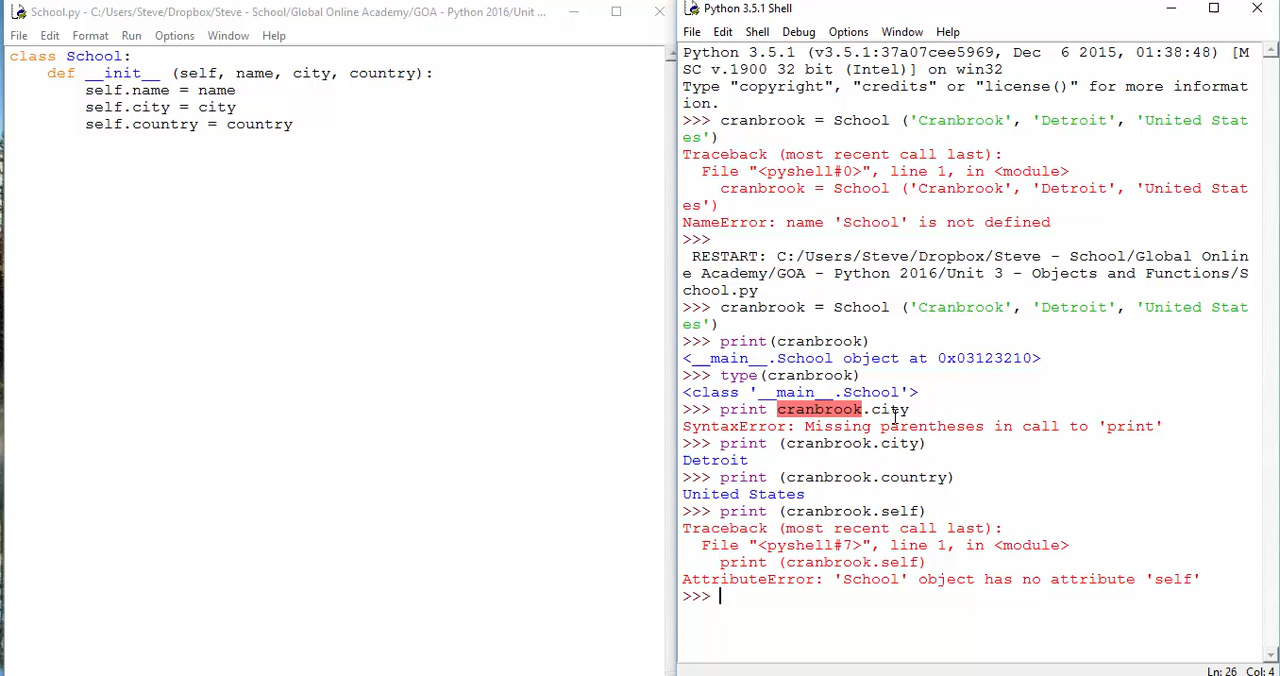 School.py - C:/Users/Steve/Dropbox/Steve - School/Global Online Academy/GOA - Python 2016/Unit ...
File Edit Format Run Options Window Help
class School:
    def __init__ (self, name, city, country):
        self.name = name
        self.city = city
        self.country = country
Python 3.5.1 Shell
File Edit Shell Debug Options Window Help
Python 3.5.1 (v3.5.1:37a07cee5969, Dec  6 2015, 01:38:48) [M
SC v.1900 32 bit (Intel)] on win32
Type "copyright", "credits" or "license()" for more informat
ion.
>>> cranbrook = School ('Cranbrook', 'Detroit', 'United Stat
es')
Traceback (most recent call last):
  File "<pyshell#0>", line 1, in <module>
    cranbrook = School ('Cranbrook', 'Detroit', 'United Stat
es')
NameError: name 'School' is not defined
>>>
 RESTART: C:/Users/Steve/Dropbox/Steve - School/Global Onlin
e Academy/GOA - Python 2016/Unit 3 - Objects and Functions/S
chool.py
>>> cranbrook = School ('Cranbrook', 'Detroit', 'United Stat
es')
>>> print(cranbrook)
<__main__.School object at 0x03123210>
>>> type(cranbrook)
<class '__main__.School'>
>>> print cranbrook.city
SyntaxError: Missing parentheses in call to 'print'
>>> print (cranbrook.city)
Detroit
>>> print (cranbrook.country)
United States
>>> print (cranbrook.self)
Traceback (most recent call last):
  File "<pyshell#7>", line 1, in <module>
    print (cranbrook.self)
AttributeError: 'School' object has no attribute 'self'
>>>
Ln: 26 Col: 4